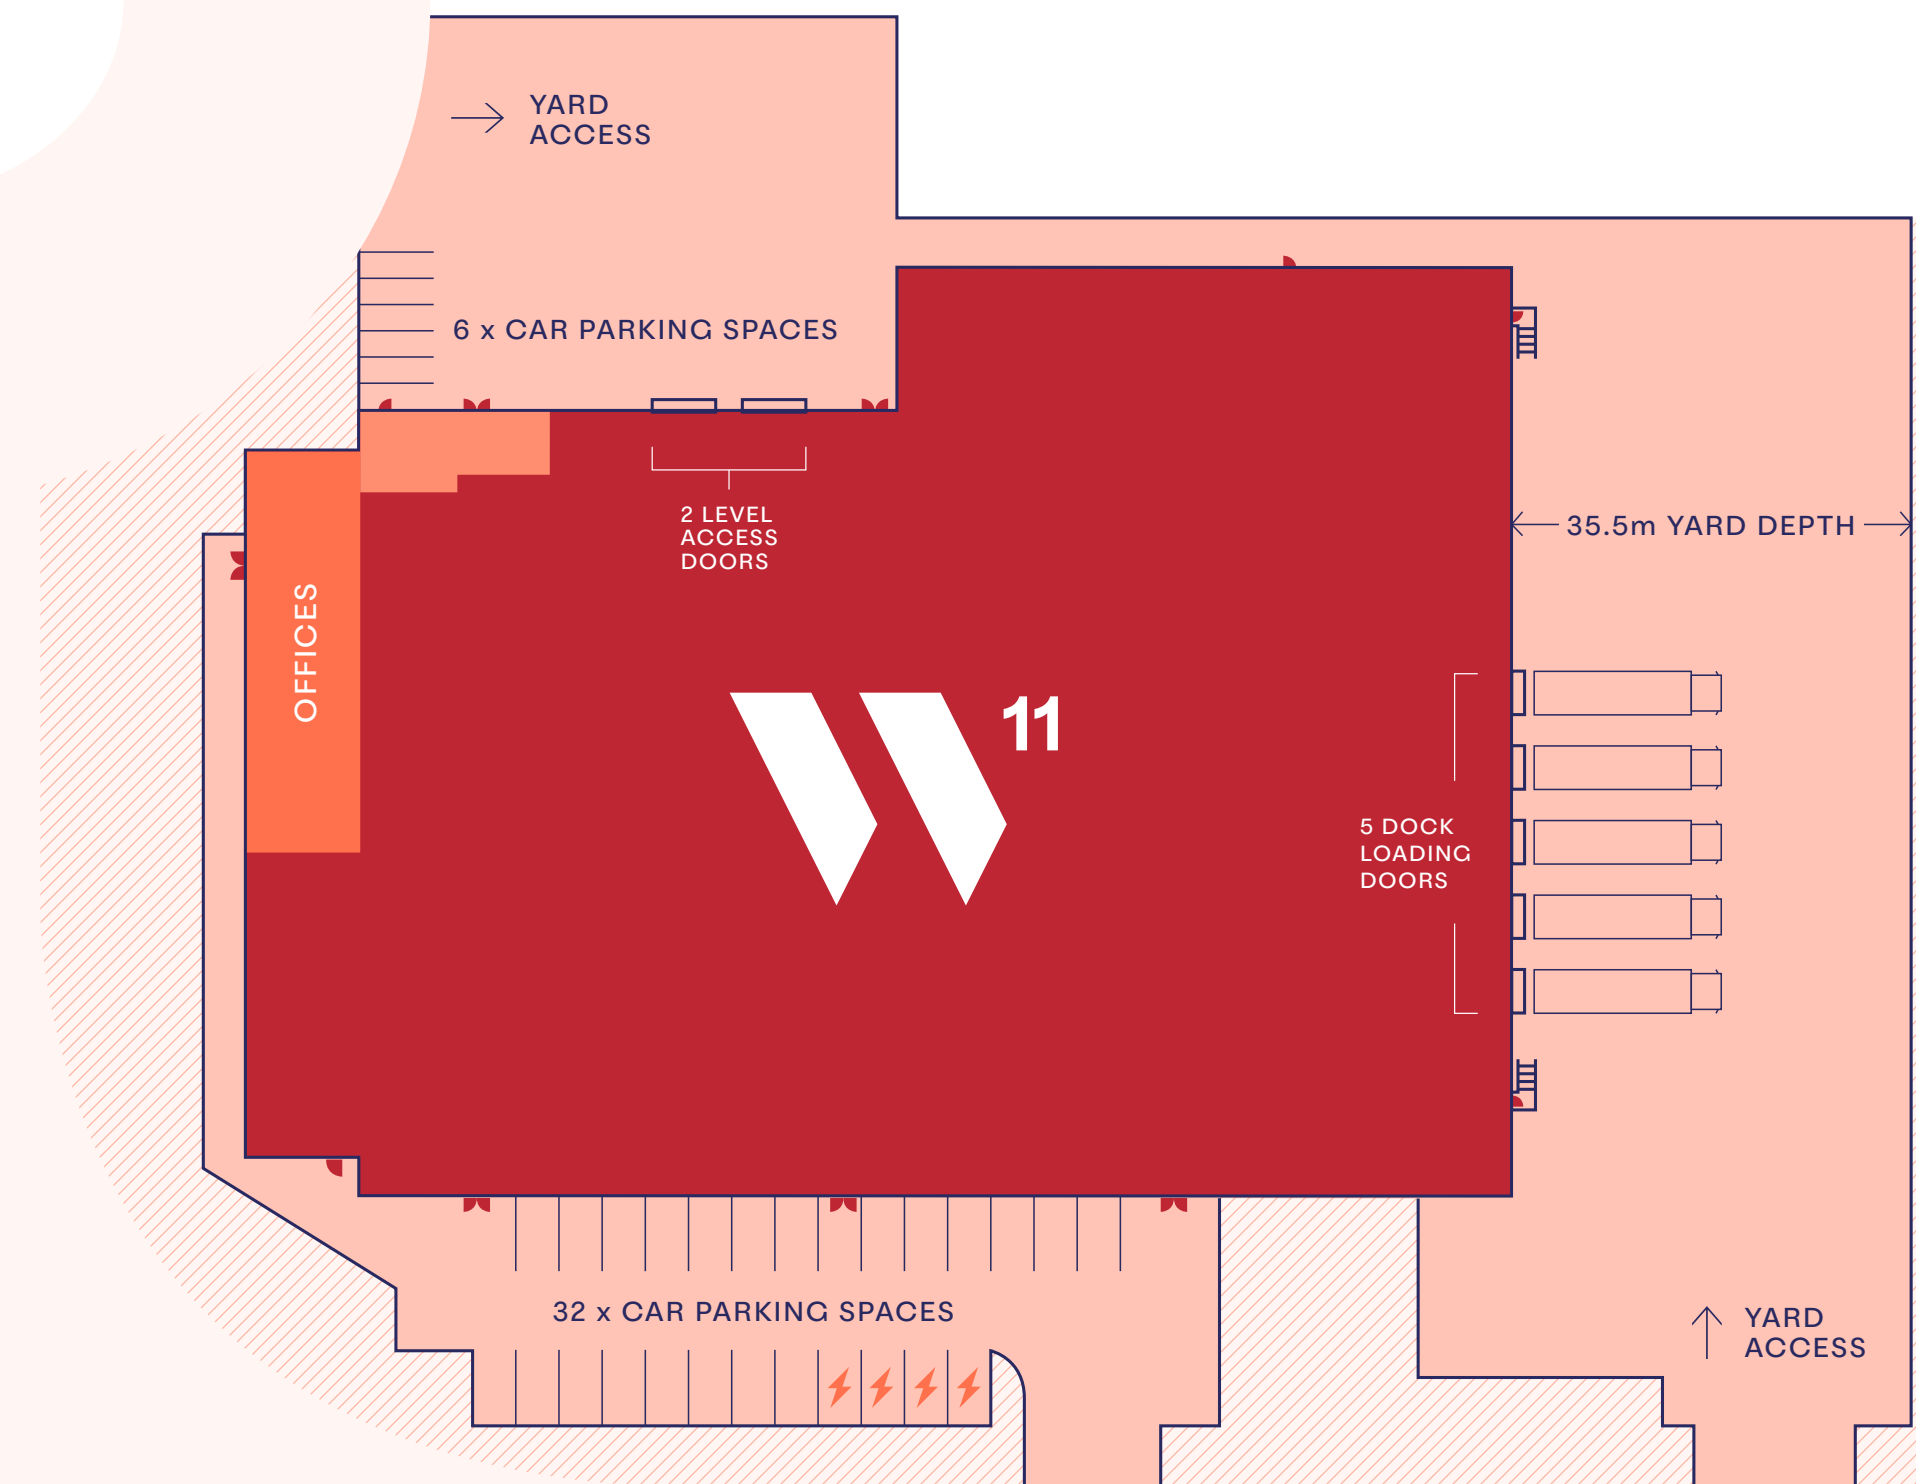 YARD
ACCESS
6 x CAR PARKING SPACES
2 LEVEL
ACCESS
DOORS
35.5m YARD DEPTH
OFFICES
11
5 DOCK
LOADING
DOORS
32 x CAR PARKING SPACES
YARD
ACCESS